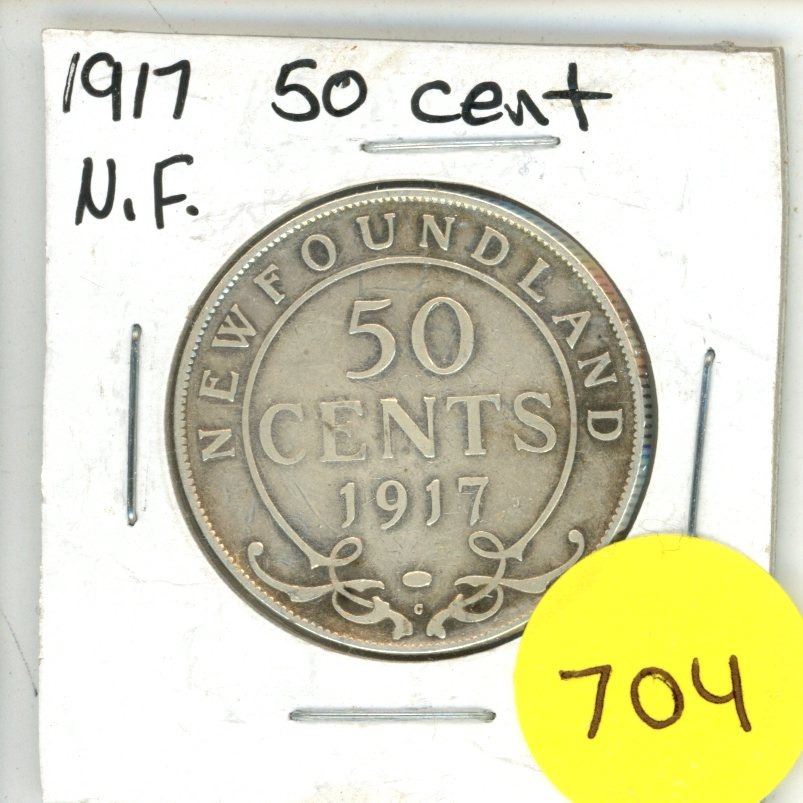 1917 50 cent
N.F.
NEWFOUNDLAND
50
CENTS
1917
C
704